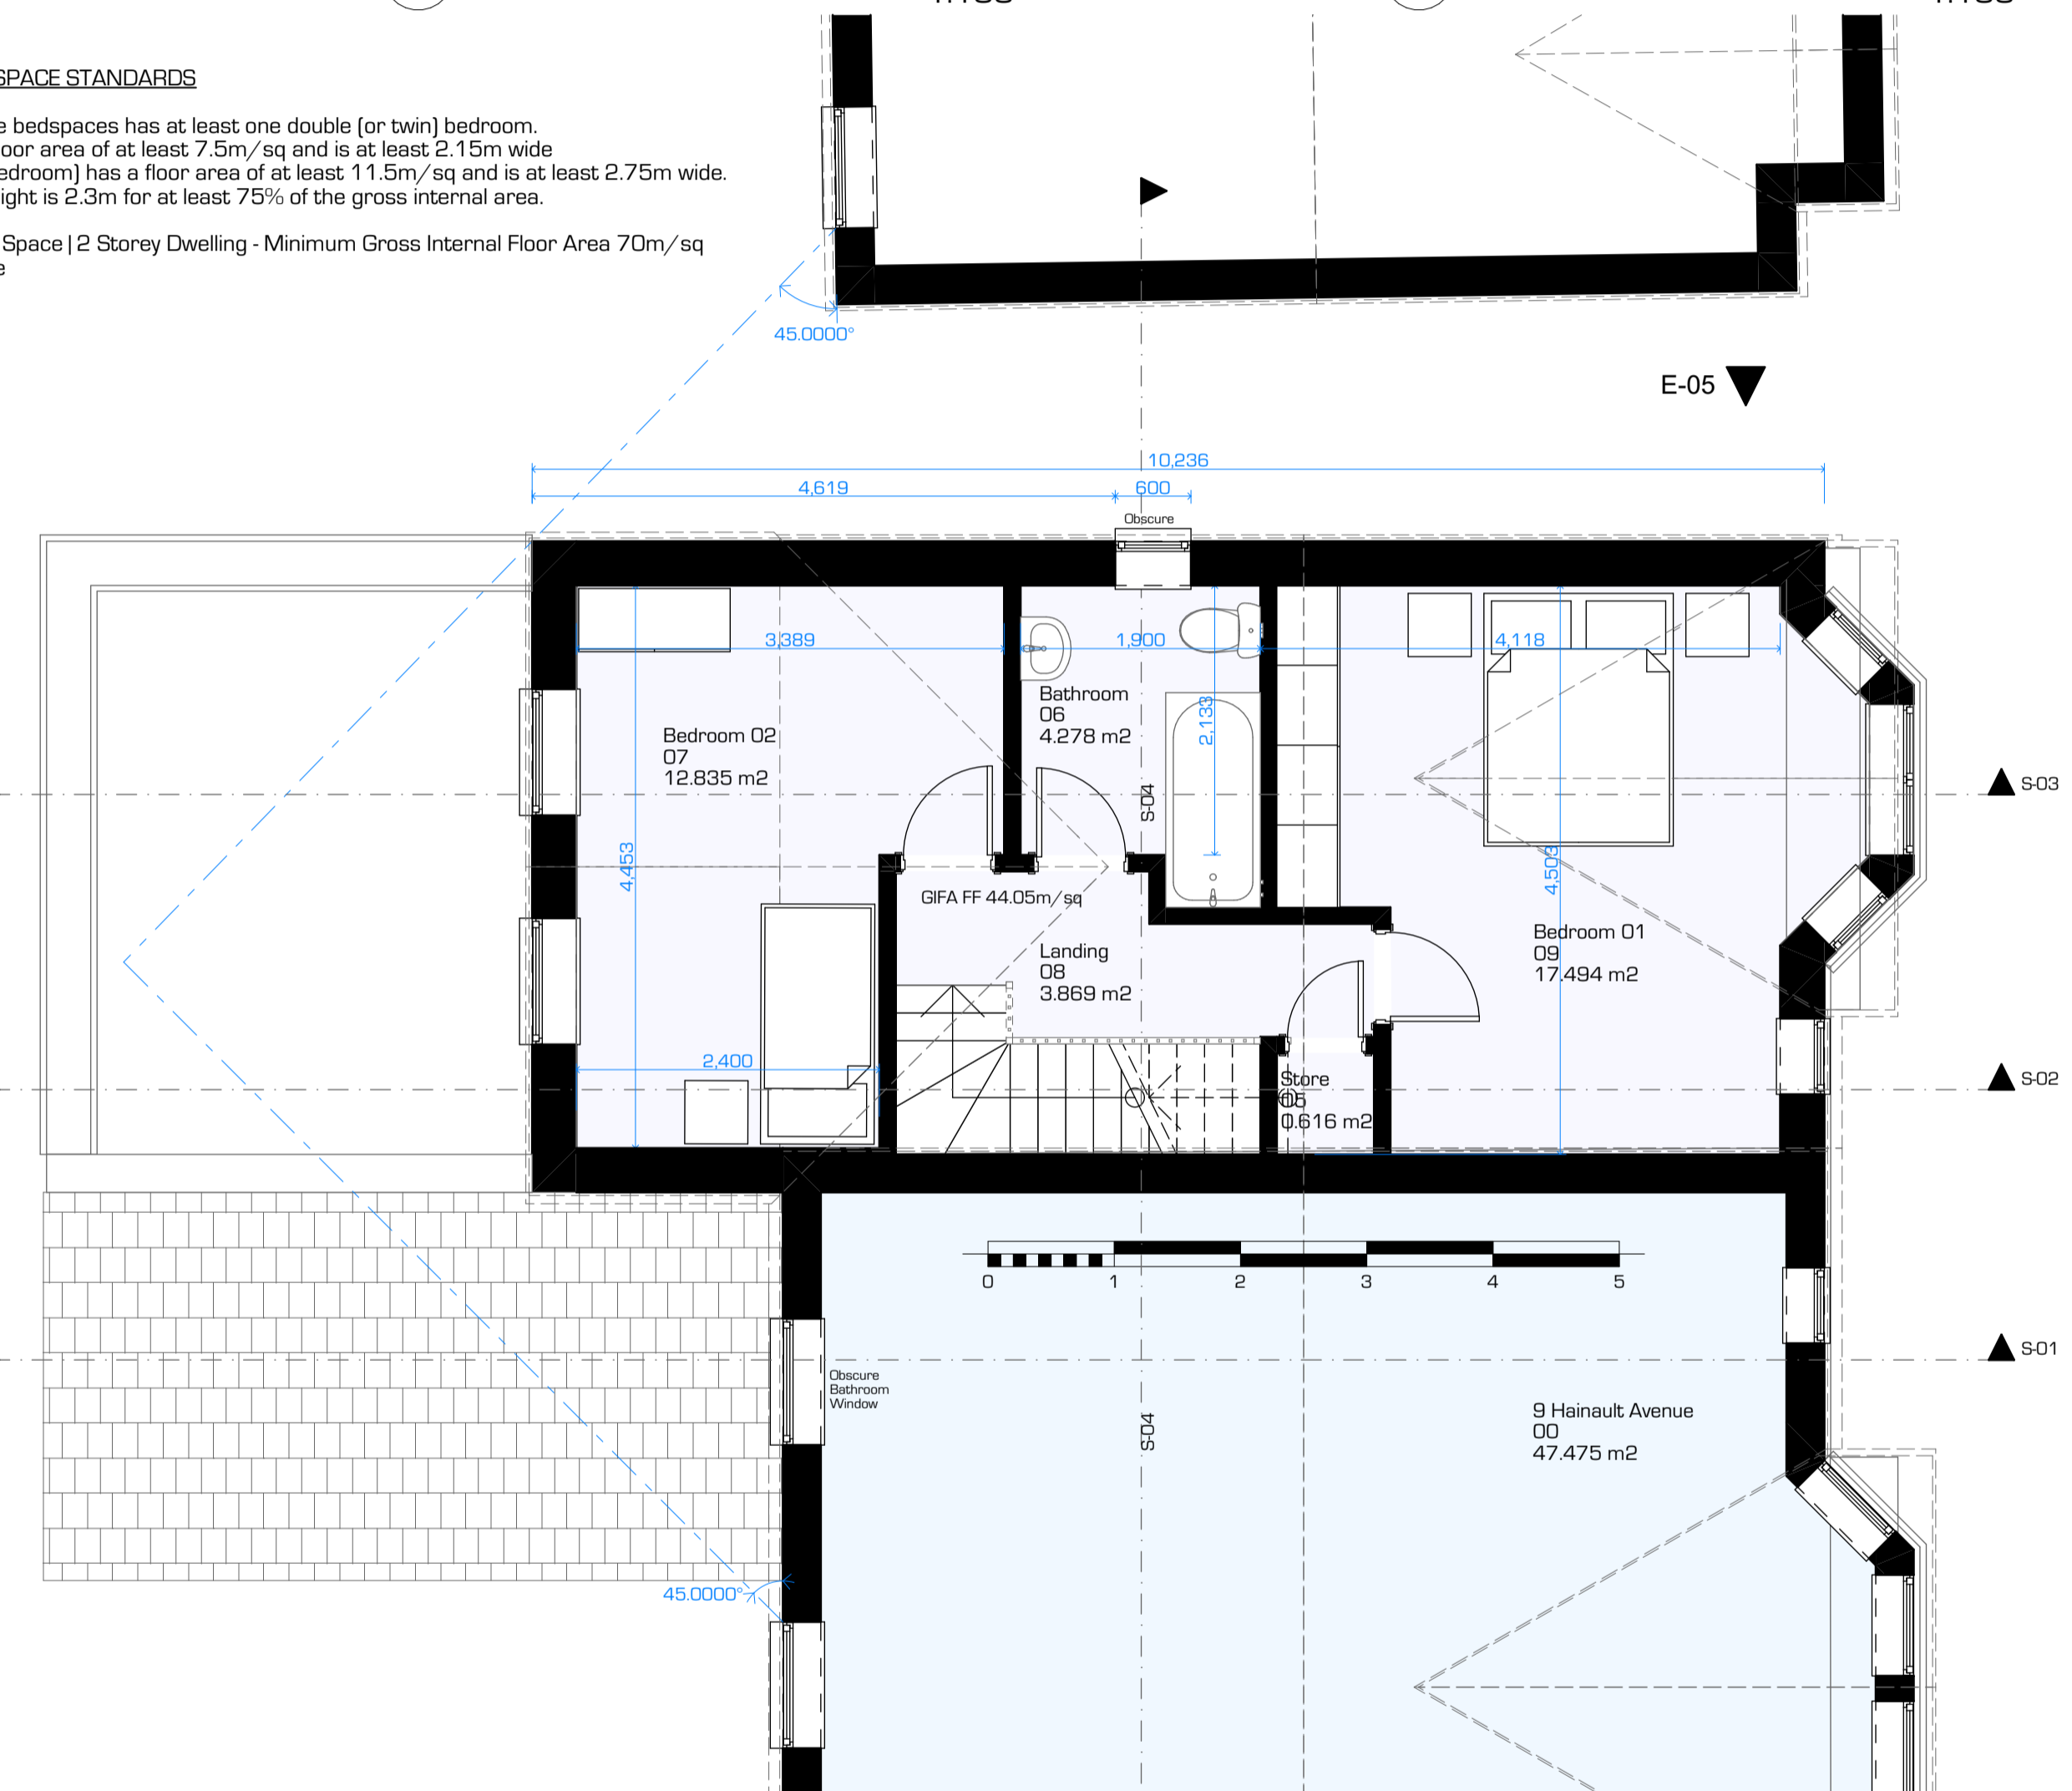 SPACE STANDARDS
e bedspaces has at least one double (or twin) bedroom.
oor area of at least 7.5m/sq and is at least 2.15m wide
edroom) has a floor area of at least 11.5m/sq and is at least 2.75m wide.
ight is 2.3m for at least 75% of the gross internal area.
Space | 2 Storey Dwelling - Minimum Gross Internal Floor Area 70m/sq
e
45.0000°
E-05
10,236
4,619
600
Obscure
3,389
1,900
4,118
Bathroom
06
4.278 m2
2,133
Bedroom 02
07
12.835 m2
S-04
S-03
4,453
4,503
GIFA FF 44.05m/sq
Landing
08
3.869 m2
Bedroom 01
09
17.494 m2
2,400
Store
05
0.616 m2
S-02
0
1
2
3
4
5
S-01
Obscure
Bathroom
Window
S-04
9 Hainault Avenue
00
47.475 m2
45.0000°